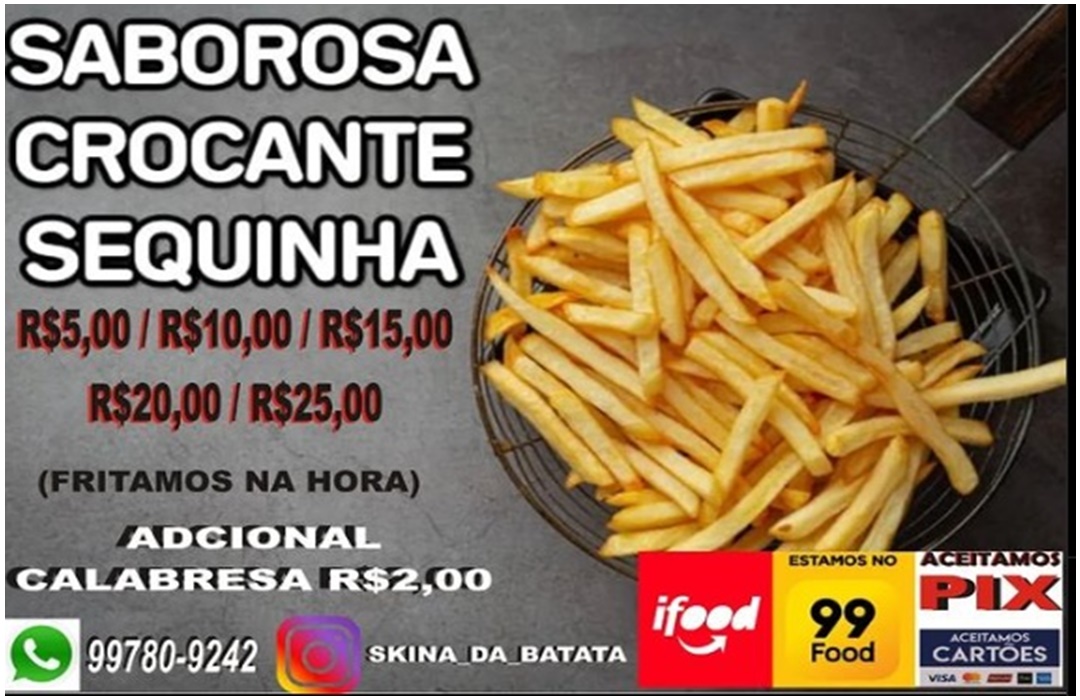 SABOROSA
CROCANTE
SEQUINHA
R$5,00 / R$10,00 / R$15,00
R$20,00 / R$25,00
(FRITAMOS NA HORA)
ADCIONAL
CALABRESA R$2,00
99780-9242
SKINA_DA_BATATA
ifood
ESTAMOS NO
99
Food
ACEITAMOS
PIX
ACEITAMOS
CARTÕES
VISA